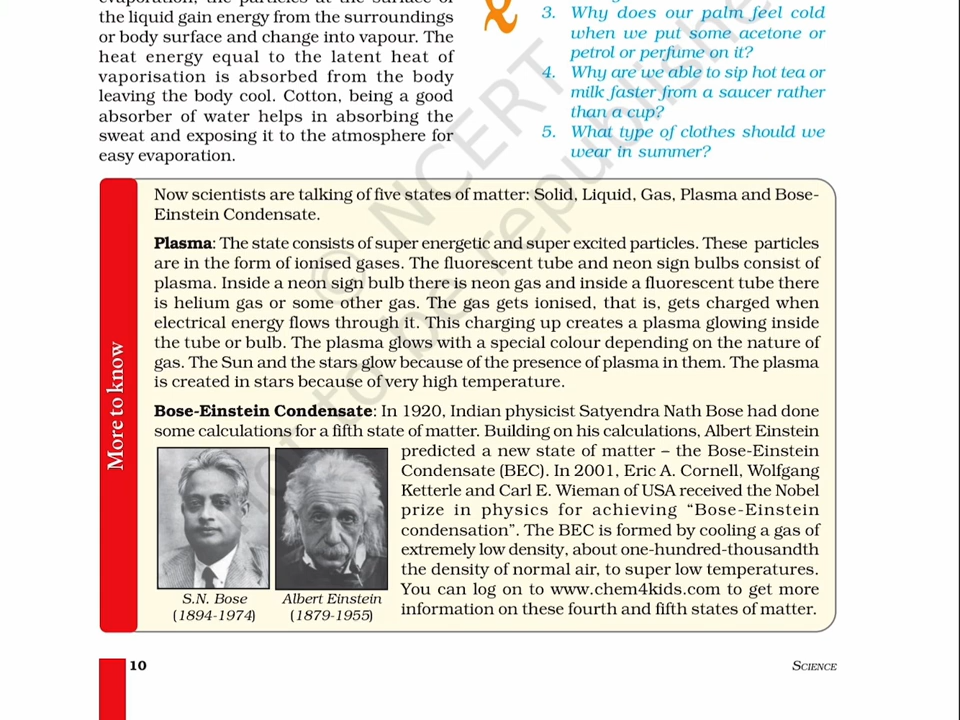 evaporation, the particles at the surface of
the liquid gain energy from the surroundings
or body surface and change into vapour. The
heat energy equal to the latent heat of
vaporisation is absorbed from the body
leaving the body cool. Cotton, being a good
absorber of water helps in absorbing the
sweat and exposing it to the atmosphere for
easy evaporation.
3. Why does our palm feel cold
when we put some acetone or
petrol or perfume on it?
4. Why are we able to sip hot tea or
milk faster from a saucer rather
than a cup?
5. What type of clothes should we
wear in summer?
More to know
Now scientists are talking of five states of matter: Solid, Liquid, Gas, Plasma and Bose-
Einstein Condensate.
Plasma: The state consists of super energetic and super excited particles. These particles
are in the form of ionised gases. The fluorescent tube and neon sign bulbs consist of
plasma. Inside a neon sign bulb there is neon gas and inside a fluorescent tube there
is helium gas or some other gas. The gas gets ionised, that is, gets charged when
electrical energy flows through it. This charging up creates a plasma glowing inside
the tube or bulb. The plasma glows with a special colour depending on the nature of
gas. The Sun and the stars glow because of the presence of plasma in them. The plasma
is created in stars because of very high temperature.
Bose-Einstein Condensate: In 1920, Indian physicist Satyendra Nath Bose had done
some calculations for a fifth state of matter. Building on his calculations, Albert Einstein
predicted a new state of matter – the Bose-Einstein
Condensate (BEC). In 2001, Eric A. Cornell, Wolfgang
Ketterle and Carl E. Wieman of USA received the Nobel
prize in physics for achieving “Bose-Einstein
condensation”. The BEC is formed by cooling a gas of
extremely low density, about one-hundred-thousandth
the density of normal air, to super low temperatures.
You can log on to www.chem4kids.com to get more
information on these fourth and fifth states of matter.
S.N. Bose
(1894-1974)
Albert Einstein
(1879-1955)
10
SCIENCE
© NCERT
not to be republished